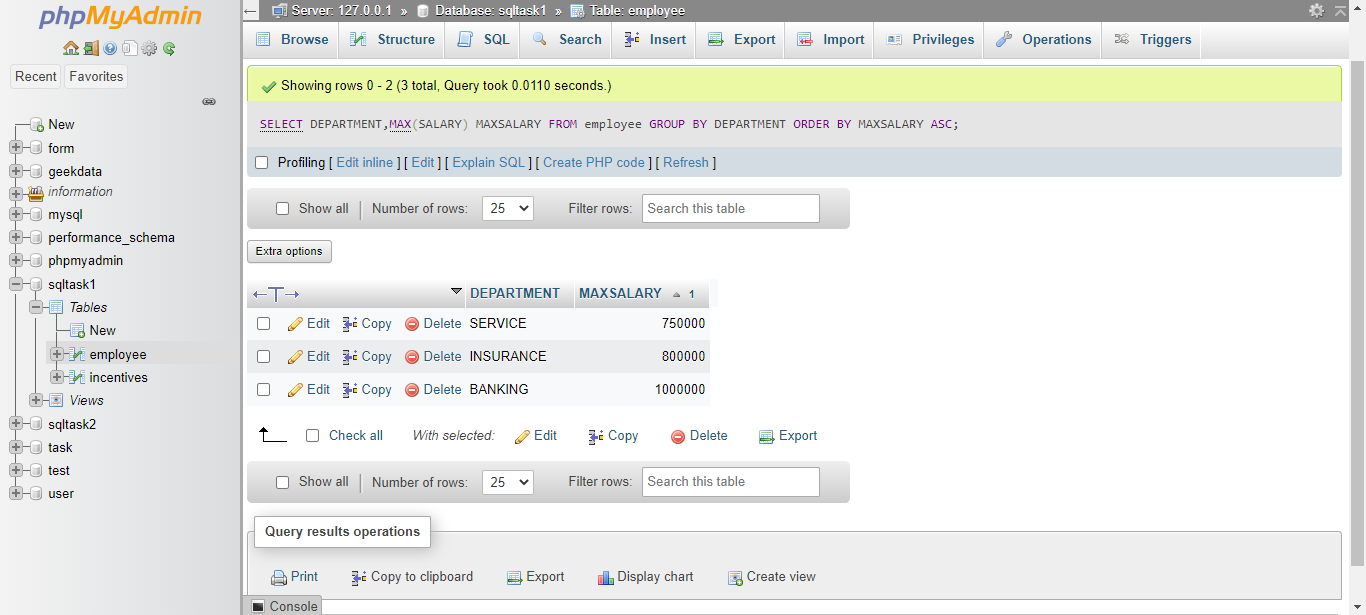 phpMyAdmin
Recent Favorites
New
form
geekdata
information
mysql
performance_schema
phpmyadmin
sqltask1
Tables
New
employee
incentives
Views
sqltask2
task
test
user
Server: 127.0.0.1 » Database: sqltask1 » Table: employee
Browse Structure SQL Search Insert Export Import Privileges Operations Triggers
Showing rows 0 - 2 (3 total, Query took 0.0110 seconds.)
SELECT DEPARTMENT,MAX(SALARY) MAXSALARY FROM employee GROUP BY DEPARTMENT ORDER BY MAXSALARY ASC;
Profiling [ Edit inline ] [ Edit ] [ Explain SQL ] [ Create PHP code ] [ Refresh ]
Show all Number of rows: 25 Filter rows: Search this table
Extra options
←T→ DEPARTMENT MAXSALARY 1
Edit Copy Delete SERVICE 750000
Edit Copy Delete INSURANCE 800000
Edit Copy Delete BANKING 1000000
Check all With selected: Edit Copy Delete Export
Show all Number of rows: 25 Filter rows: Search this table
Query results operations
Print Copy to clipboard Export Display chart Create view
Console